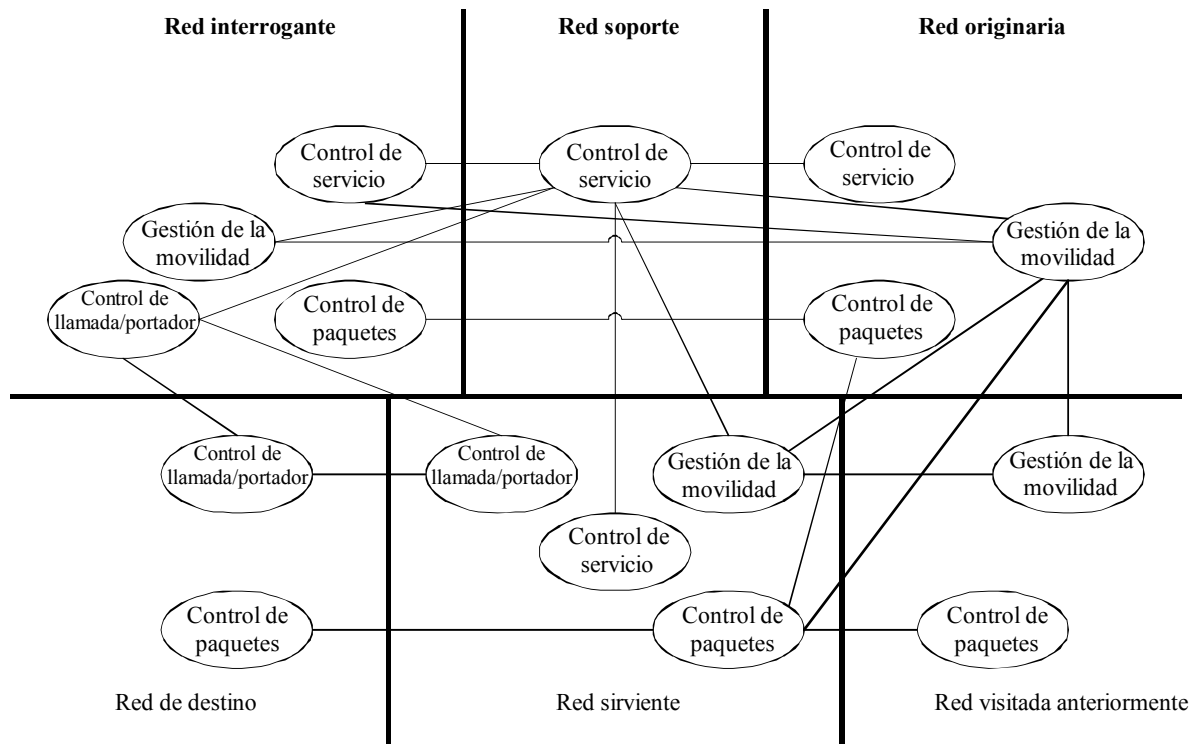 Red interrogante
Red soporte
Red originaria
Control de
servicio
Control de
servicio
Control de
servicio
Gestión de la
movilidad
Gestión de la
movilidad
Control de
llamada/portador
Control de
paquetes
Control de
paquetes
Control de
llamada/portador
Control de
llamada/portador
Gestión de la
movilidad
Gestión de la
movilidad
Control de
servicio
Control de
paquetes
Control de
paquetes
Control de
paquetes
Red de destino
Red sirviente
Red visitada anteriormente